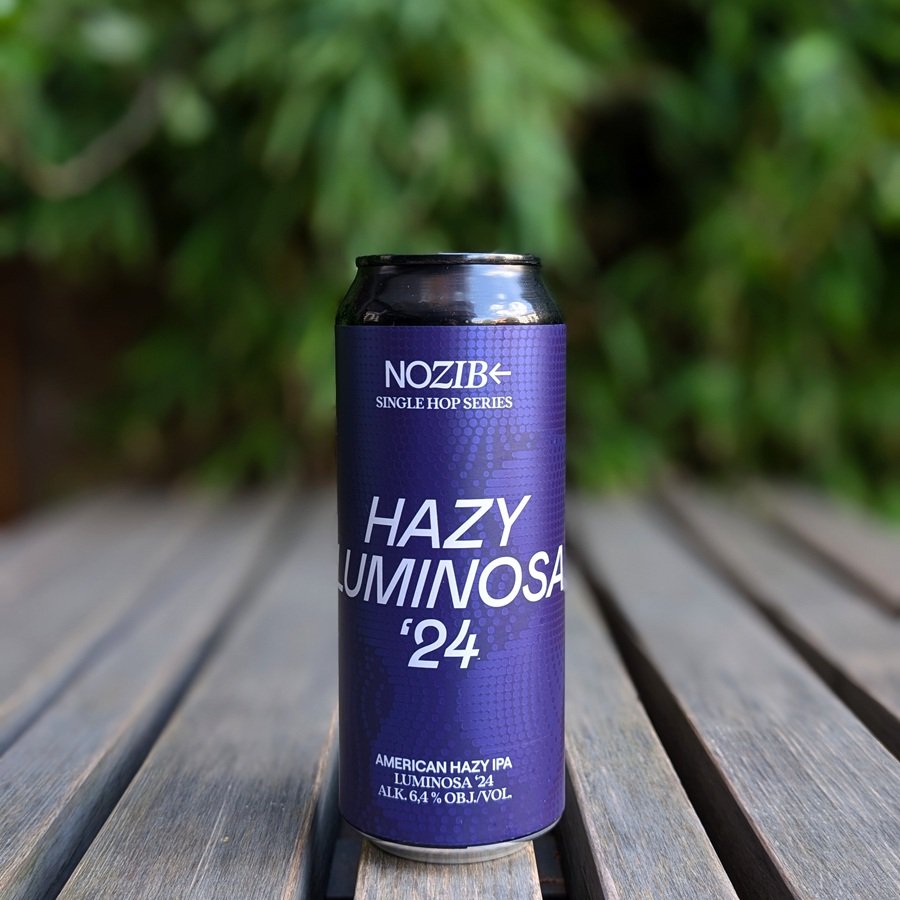 NOZIB←
SINGLE HOP SERIES
HAZY
LUMINOSA
‘24
AMERICAN HAZY IPA
LUMINOSA ‘24
ALK. 6,4 % OBJ./VOL.